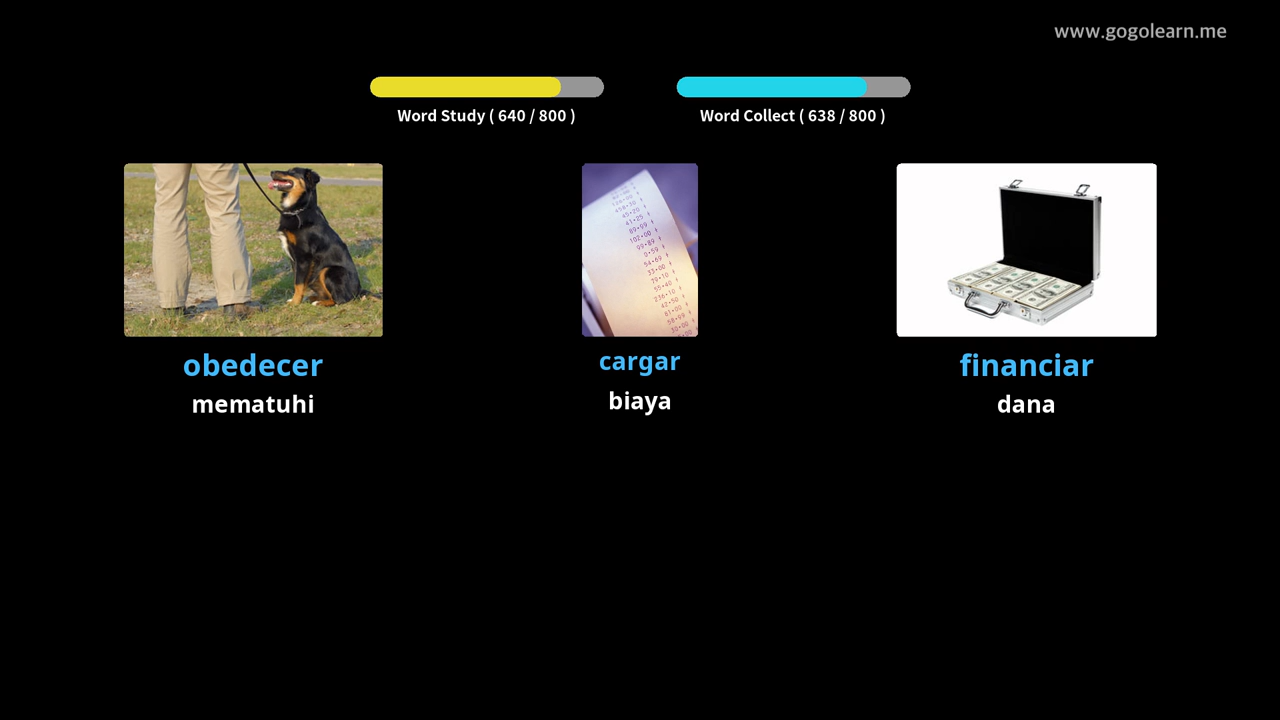 www.gogolearn.me
Word Study ( 640 / 800 )
Word Collect ( 638 / 800 )
obedecer
mematuhi
cargar
biaya
financiar
dana